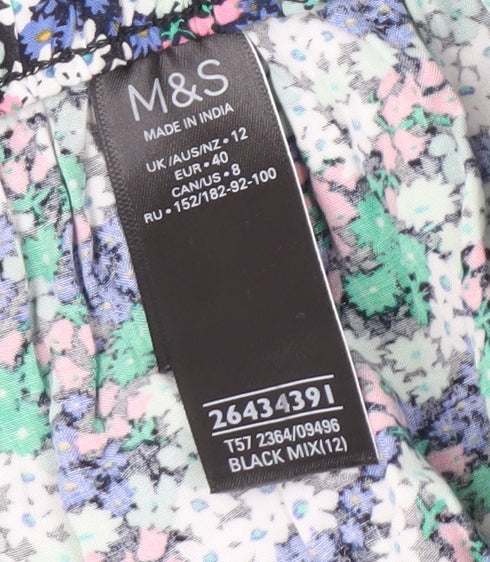 M&S
MADE IN INDIA
UK/AUS/NZ • 12
EUR • 40
CAN/US • 8
RU • 152/182-92-100
26434391
T57 2364/09496
BLACK MIX(12)